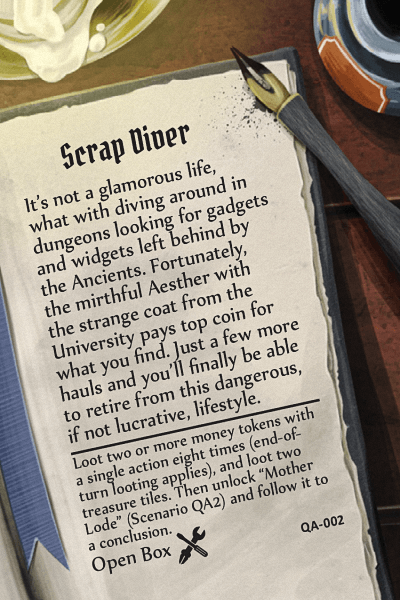 Scrap Diver
It's not a glamorous life,
what with diving around in
dungeons looking for gadgets
and widgets left behind by
the Ancients. Fortunately,
the mirthful Aesther with
the strange coat from the
University pays top coin for
what you find. Just a few more
hauls and you'll finally be able
to retire from this dangerous,
if not lucrative, lifestyle.
Loot two or more money tokens with
a single action eight times (end-of-
turn looting applies), and loot two
treasure tiles. Then unlock "Mother
Lode" (Scenario QA2) and follow it to
a conclusion.
Open Box
QA-002